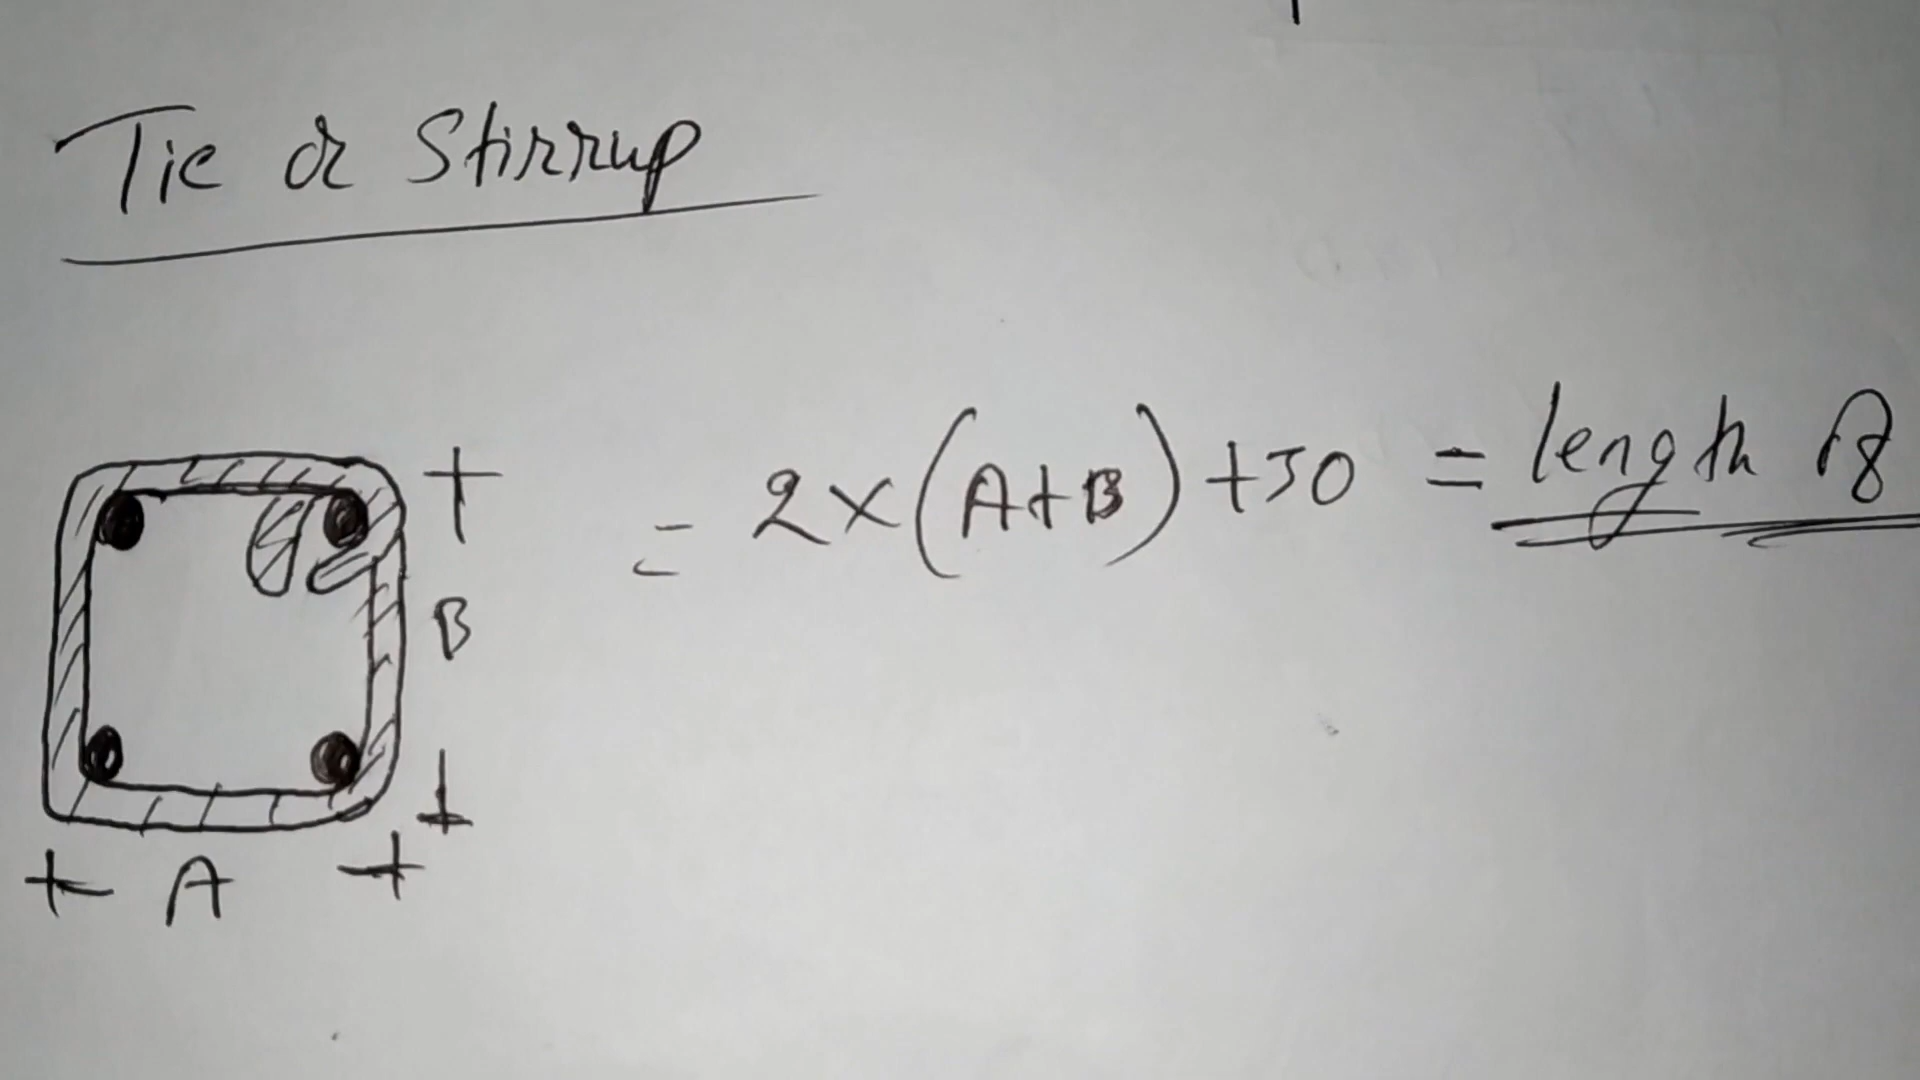 Tie or Stirrup
= 2×(A+B)+50 = length of
B
A